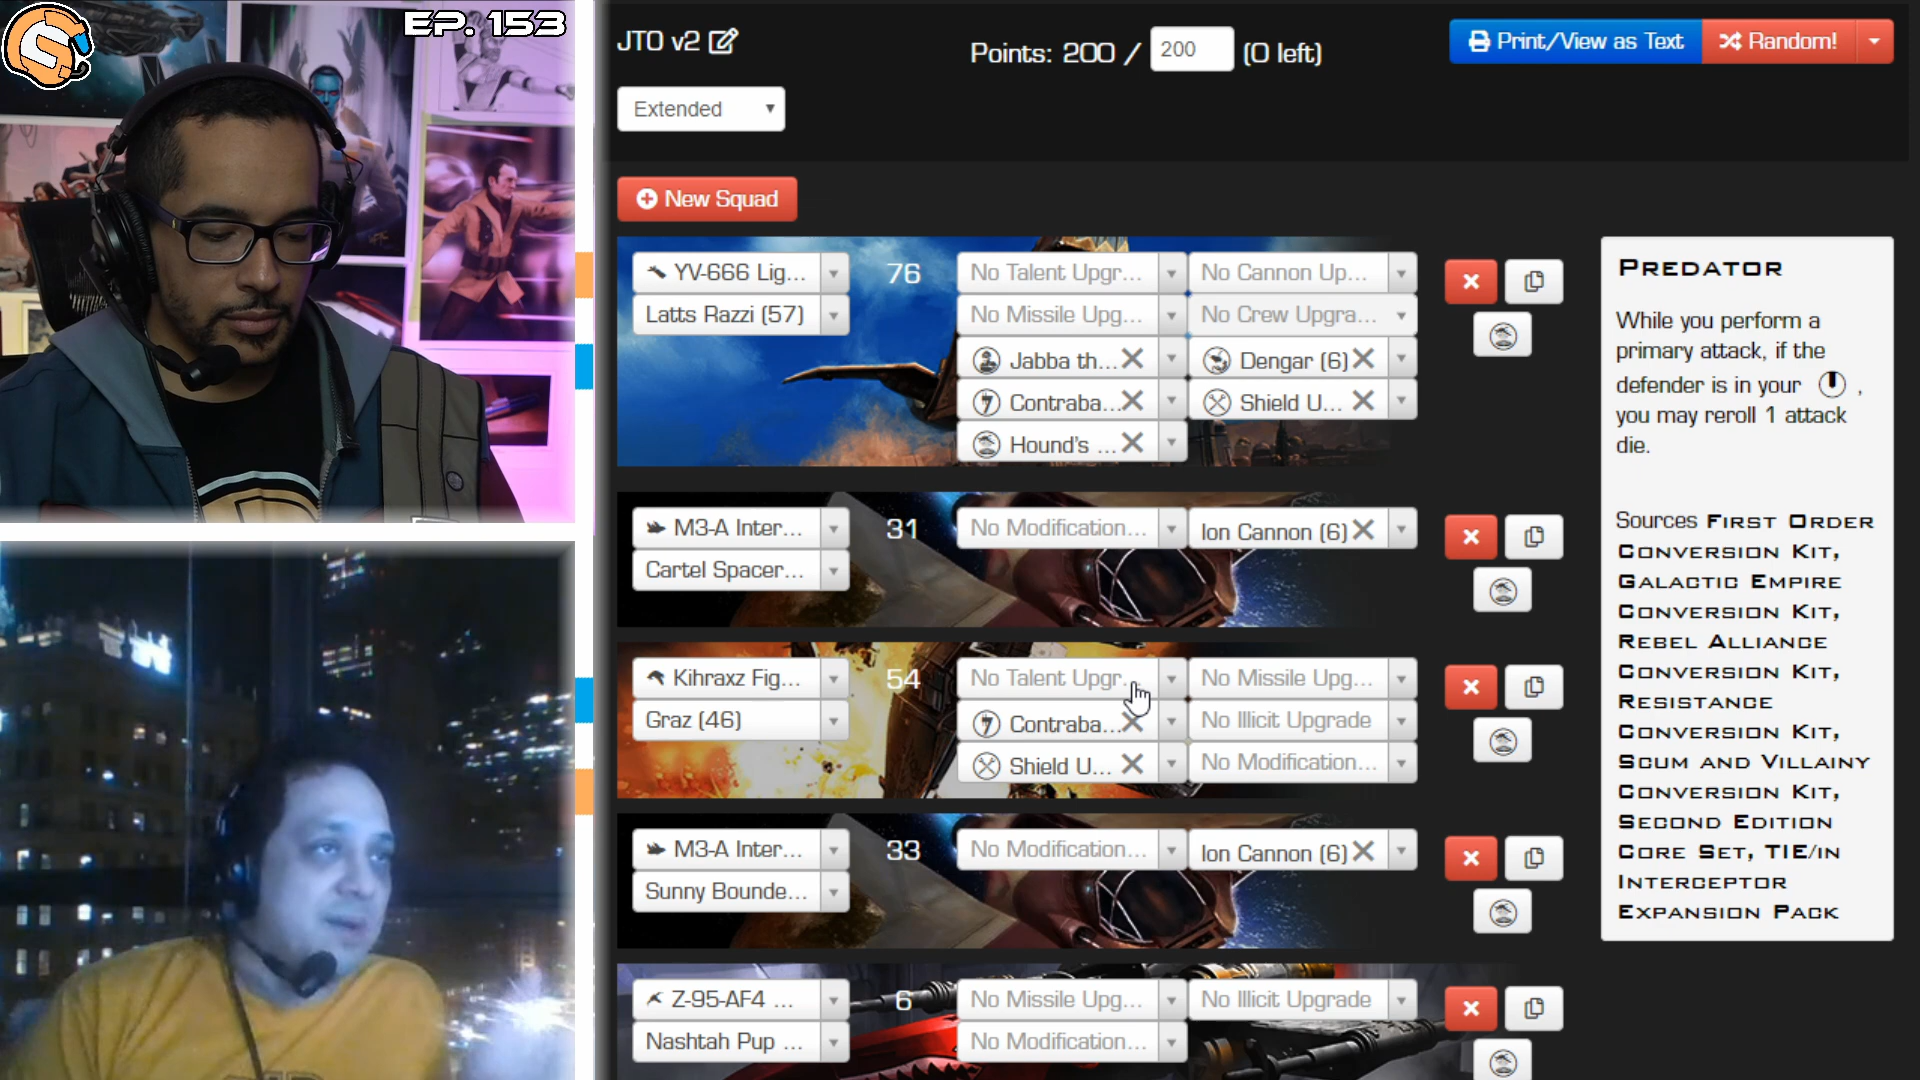 EP. 153
JTO v2
Points: 200 / 200 (0 left)
Print/View as Text
Random!
Extended
New Squad
YV-666 Lig...
76
No Talent Upgr...
No Cannon Up...
Latts Razzi (57)
No Missile Upg...
No Crew Upgra...
Jabba th...
Dengar (6)
Contraba...
Shield U...
Hound's ...
M3-A Inter...
31
No Modification...
Ion Cannon (6)
Cartel Spacer...
Kihraxz Fig...
54
No Talent Upgr...
No Missile Upg...
Graz (46)
Contraba...
No Illicit Upgrade
Shield U...
No Modification...
M3-A Inter...
33
No Modification...
Ion Cannon (6)
Sunny Bounde...
Z-95-AF4 ...
6
No Missile Upg...
No Illicit Upgrade
Nashtah Pup ...
No Modification...
PREDATOR
While you perform a
primary attack, if the
defender is in your ,
you may reroll 1 attack
die.
Sources FIRST ORDER
CONVERSION KIT,
GALACTIC EMPIRE
CONVERSION KIT,
REBEL ALLIANCE
CONVERSION KIT,
RESISTANCE
CONVERSION KIT,
SCUM AND VILLAINY
CONVERSION KIT,
SECOND EDITION
CORE SET, TIE/IN
INTERCEPTOR
EXPANSION PACK